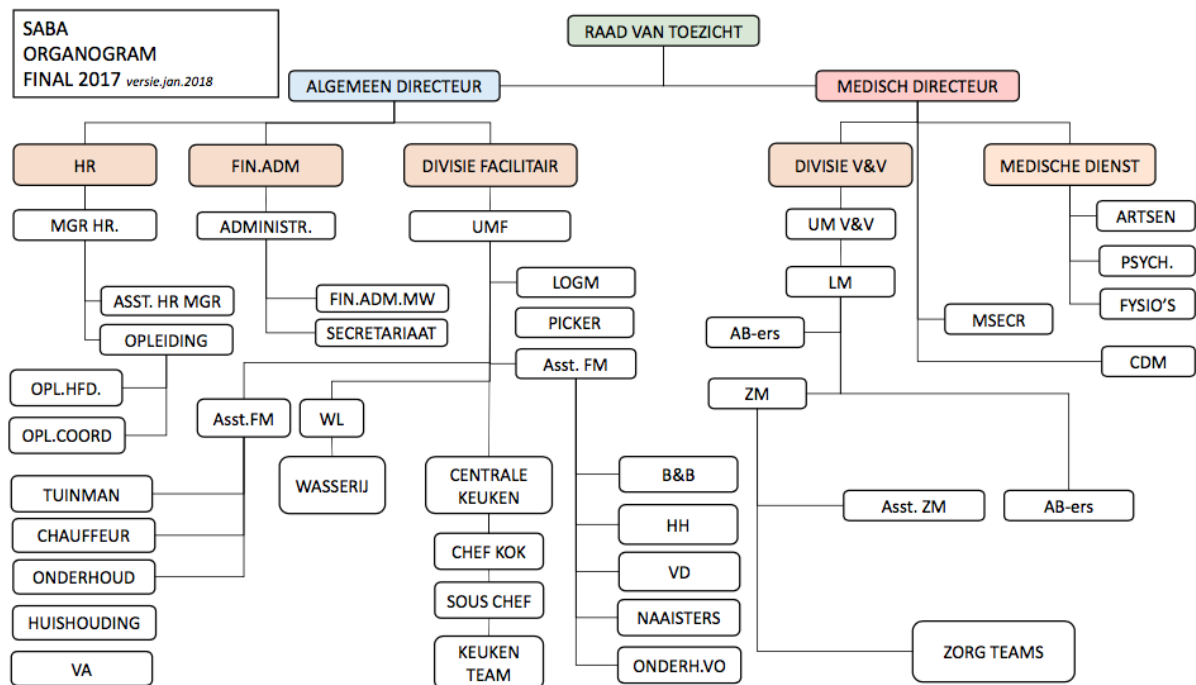 SABA
ORGANOGRAM
FINAL 2017 versie.jan.2018
RAAD VAN TOEZICHT
ALGEMEEN DIRECTEUR
MEDISCH DIRECTEUR
HR
FIN.ADM
DIVISIE FACILITAIR
DIVISIE V&V
MEDISCHE DIENST
MGR HR.
ADMINISTR.
UMF
UM V&V
ARTSEN
PSYCH.
FYSIO'S
LOGM
LM
ASST. HR MGR
FIN.ADM.MW
PICKER
MSECR
OPLEIDING
SECRETARIAAT
AB-ers
Asst. FM
CDM
OPL.HFD.
ZM
OPL.COORD
Asst.FM
WL
WASSERIJ
CENTRALE
KEUKEN
B&B
TUINMAN
Asst. ZM
AB-ers
CHAUFFEUR
HH
CHEF KOK
ONDERHOUD
VD
SOUS CHEF
HUISHOUDING
NAAISTERS
ZORG TEAMS
VA
KEUKEN
TEAM
ONDERH.VO